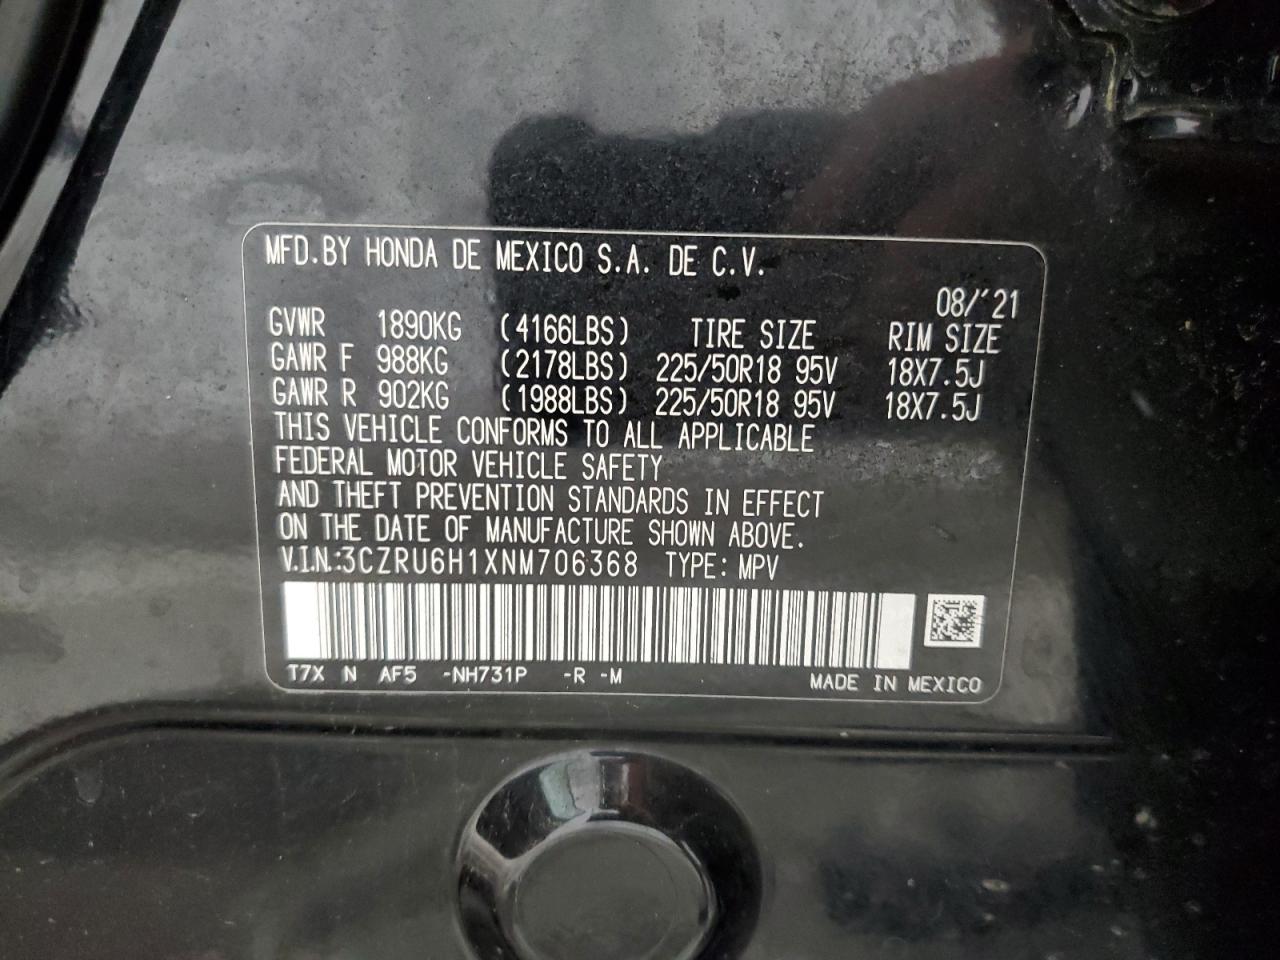 MFD.BY HONDA DE MEXICO S.A. DE C.V.
08/'21
GVWR 1890KG (4166LBS) TIRE SIZE RIM SIZE
GAWR F 988KG (2178LBS) 225/50R18 95V 18X7.5J
GAWR R 902KG (1988LBS) 225/50R18 95V 18X7.5J
THIS VEHICLE CONFORMS TO ALL APPLICABLE
FEDERAL MOTOR VEHICLE SAFETY
AND THEFT PREVENTION STANDARDS IN EFFECT
ON THE DATE OF MANUFACTURE SHOWN ABOVE.
V.I.N.:3CZRU6H1XNM706368 TYPE: MPV
T7X N AF5 -NH731P -R -M
MADE IN MEXICO